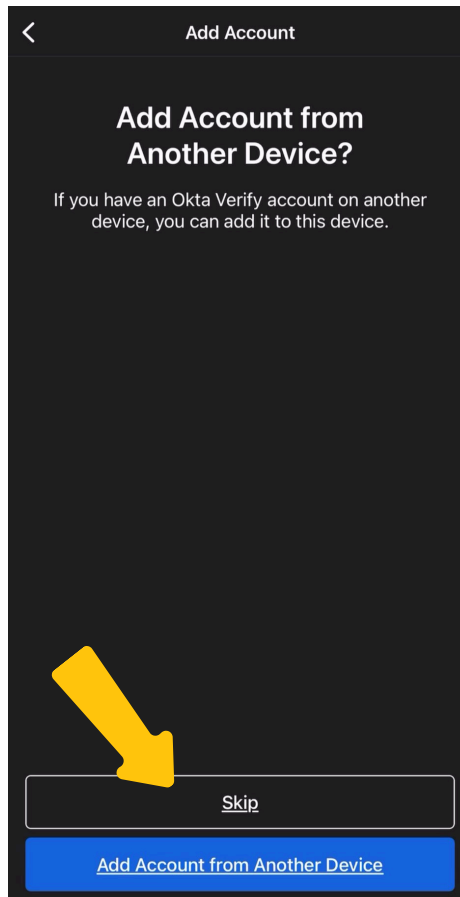 Add Account
Add Account from
Another Device?
If you have an Okta Verify account on another
device, you can add it to this device.
Skip
Add Account from Another Device